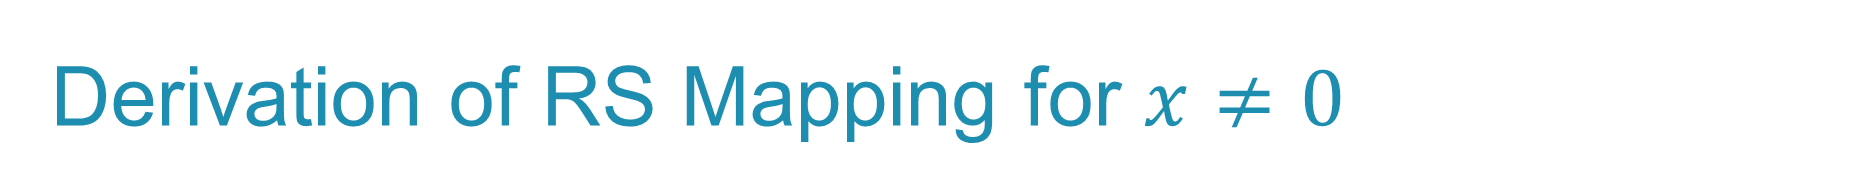 Derivation of RS Mapping for x ≠ 0